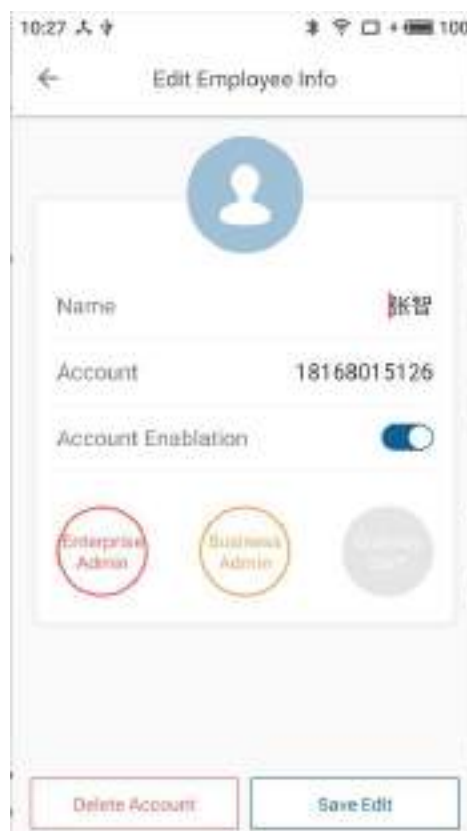 10:27
100
Edit Employee Info
Name 张智
Account 18168015126
Account Enablation
Enterprise
Admin
Business
Admin
Delete Account
Save Edit